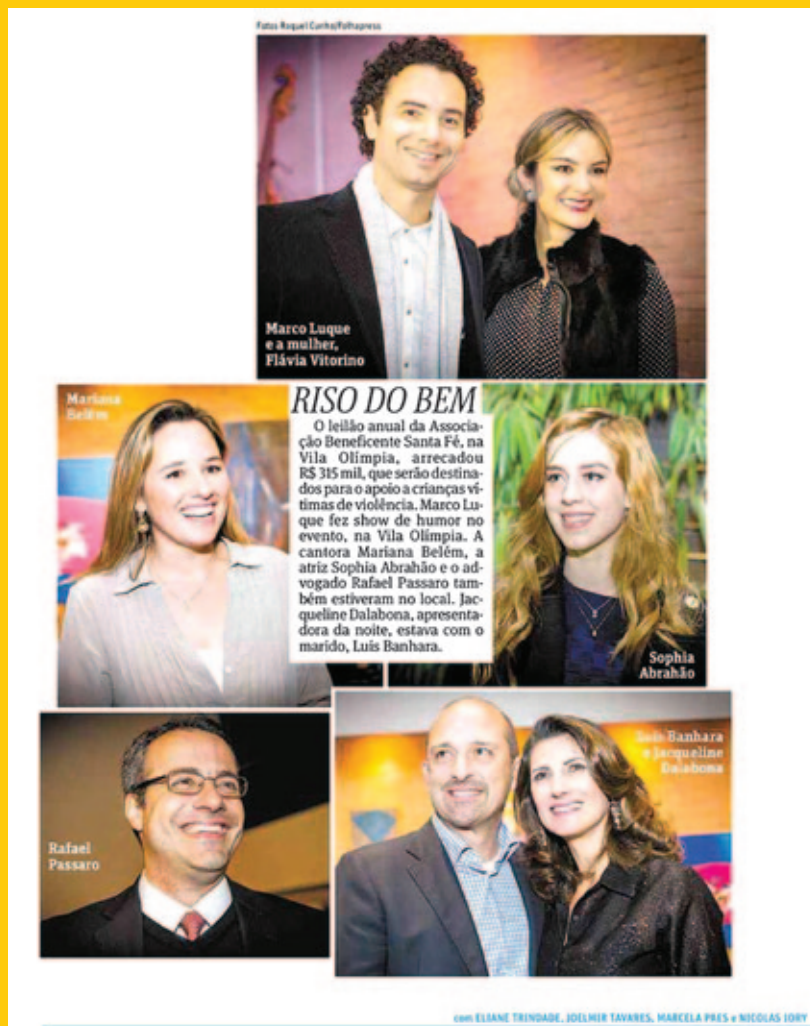 Fotos Raquel Cunha/Folhapress
Marco Luque
e a mulher,
Flávia Vitorino
Mariana
Belém
RISO DO BEM
O leilão anual da Associa-
ção Beneficente Santa Fé, na
Vila Olímpia, arrecadou
R$ 315 mil, que serão destina-
dos para o apoio a crianças ví-
timas de violência. Marco Lu-
que fez show de humor no
evento, na Vila Olímpia. A
cantora Mariana Belém, a
atriz Sophia Abrahão e o ad-
vogado Rafael Passaro tam-
bém estiveram no local. Jac-
queline Dalabona, apresenta-
dora da noite, estava com o
marido, Luis Banhara.
Sophia
Abrahão
Rafael
Passaro
Luis Banhara
e Jacqueline
Dalabona
com ELIANE TRINDADE, JOELMIR TAVARES, MARCELA PAES e NICOLAS IORY